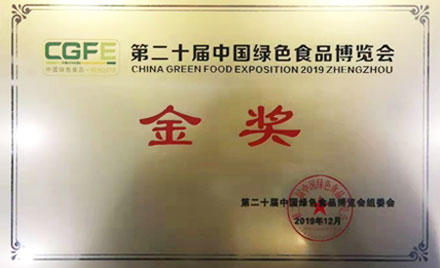 CGFE
第二十届中国绿色食品博览会
CHINA GREEN FOOD EXPOSITION 2019 ZHENGZHOU
金奖
第二十届中国绿色食品博览会组委会
2019年12月